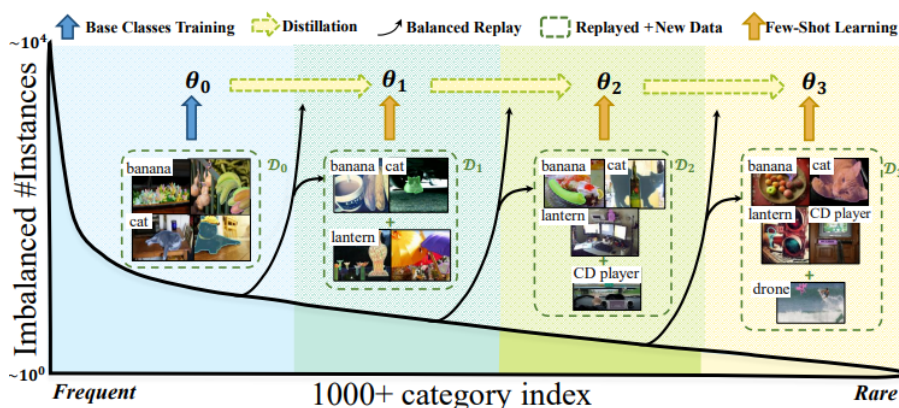 Base Classes Training
Distillation
Balanced Replay
Replayed +New Data
Few-Shot Learning
~10⁴
Imbalanced #Instances
~10⁰
θ₀
θ₁
θ₂
θ₃
banana
cat
D₀
banana cat
+
lantern
D₁
banana cat
lantern
+
CD player
D₂
banana cat
lantern CD player
+
drone
Frequent
1000+ category index
Rare